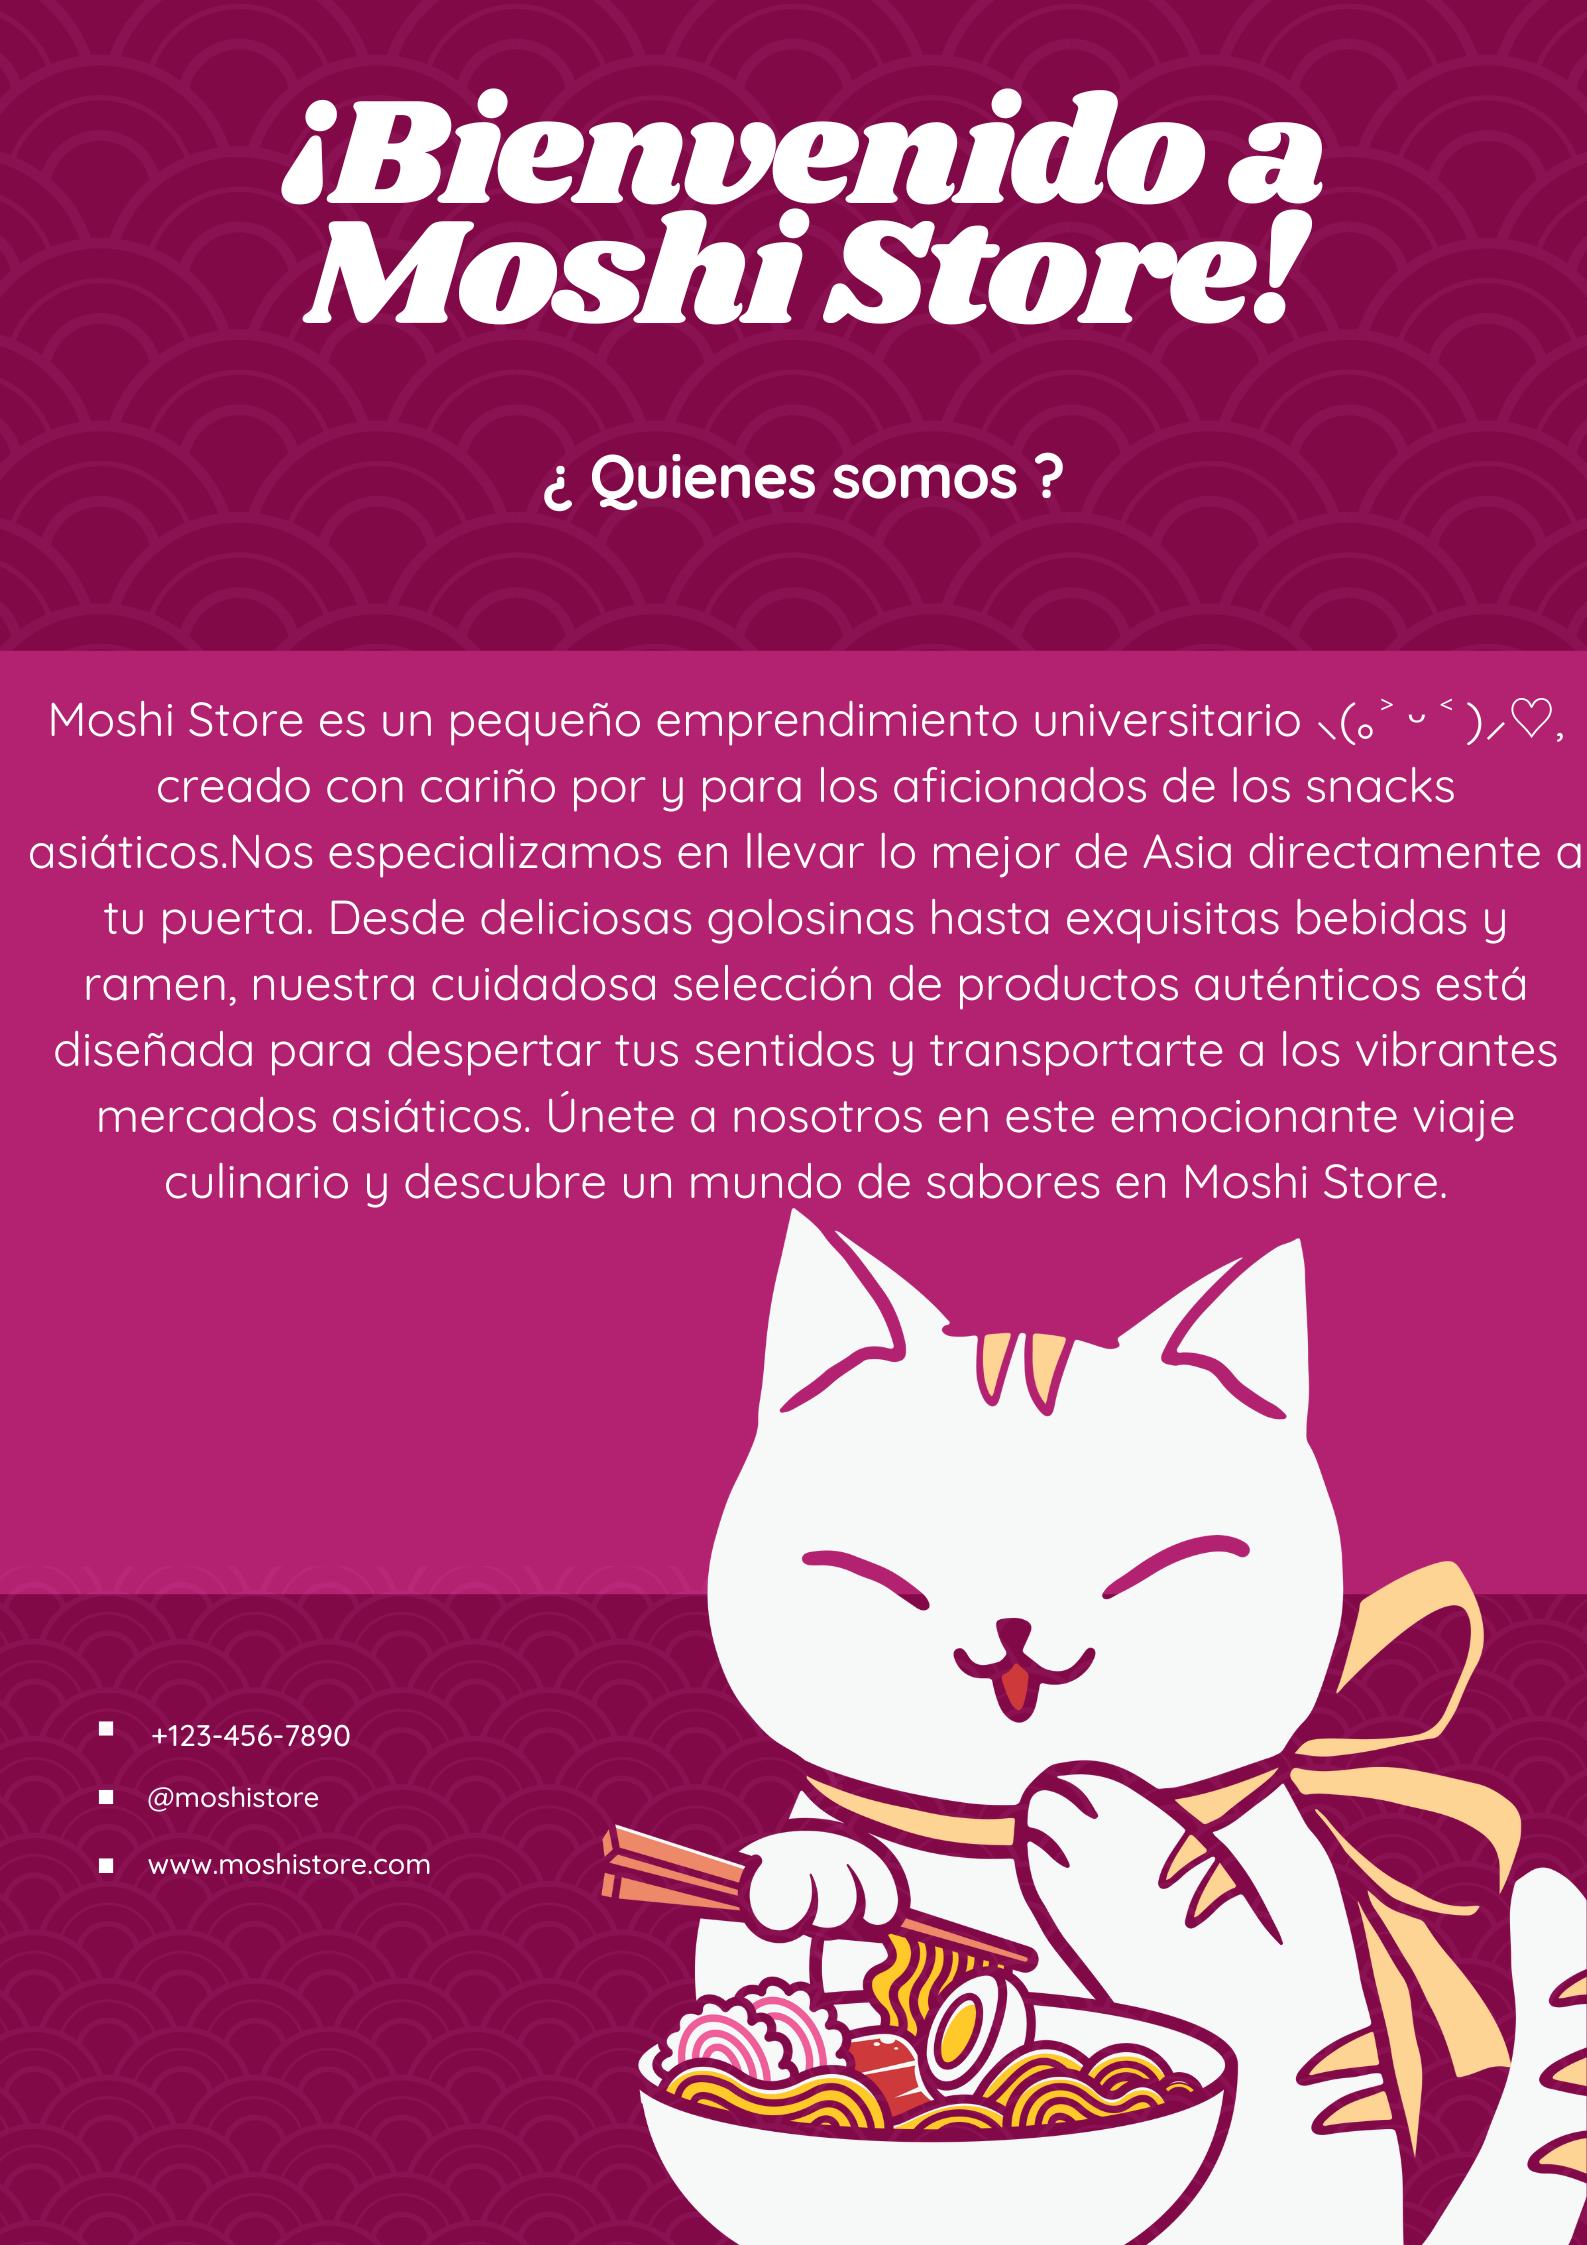 ¡Bienvenido a
Moshi Store!
¿ Quienes somos ?
Moshi Store es un pequeño emprendimiento universitario ⸜(｡˃ ᵕ ˂ )⸝♡,
creado con cariño por y para los aficionados de los snacks
asiáticos.Nos especializamos en llevar lo mejor de Asia directamente a
tu puerta. Desde deliciosas golosinas hasta exquisitas bebidas y
ramen, nuestra cuidadosa selección de productos auténticos está
diseñada para despertar tus sentidos y transportarte a los vibrantes
mercados asiáticos. Únete a nosotros en este emocionante viaje
culinario y descubre un mundo de sabores en Moshi Store.
+123-456-7890
@moshistore
www.moshistore.com